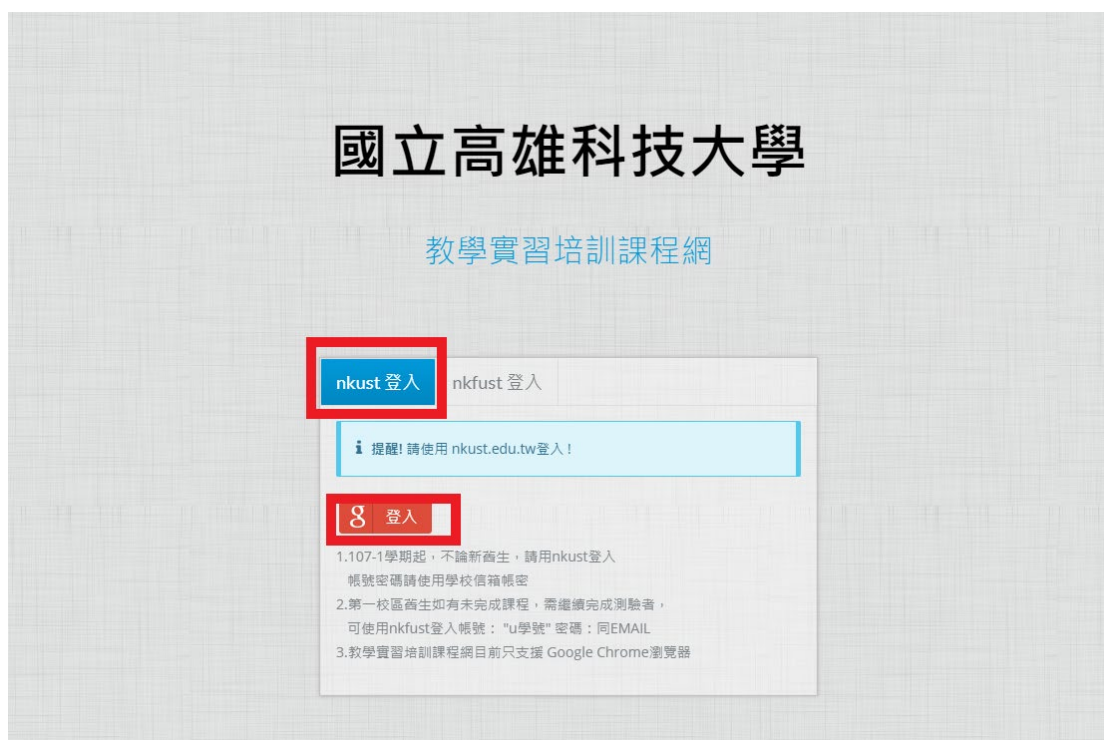 國立高雄科技大學
教學實習培訓課程網
nkust 登入 nkfust 登入
i 提醒! 請使用 nkust.edu.tw登入 !
g 登入
1.107-1學期起，不論新舊生，請用nkust登入
帳號密碼請使用學校信箱帳密
2.第一校區舊生如有未完成課程，需繼續完成測驗者，
可使用nkfust登入帳號： "u學號" 密碼：同EMAIL
3.教學實習培訓課程網目前只支援 Google Chrome瀏覽器